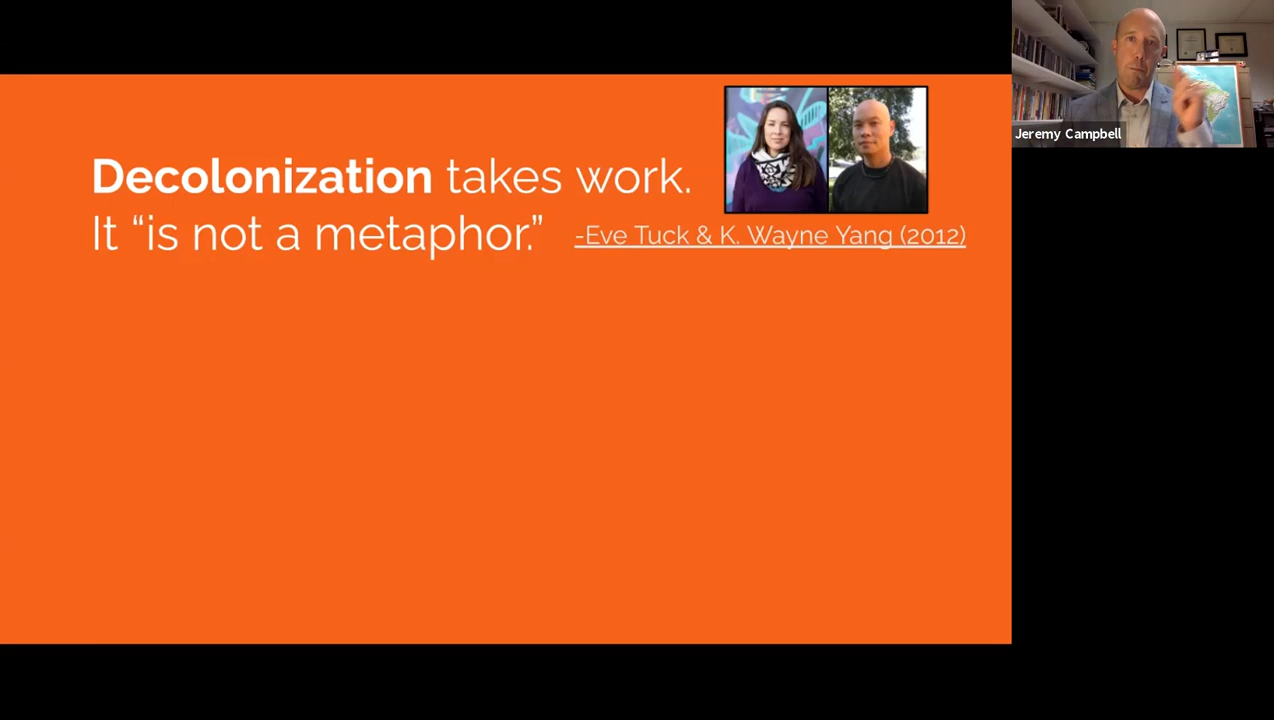 Decolonization takes work.
It “is not a metaphor.” -Eve Tuck & K. Wayne Yang (2012)
Jeremy Campbell